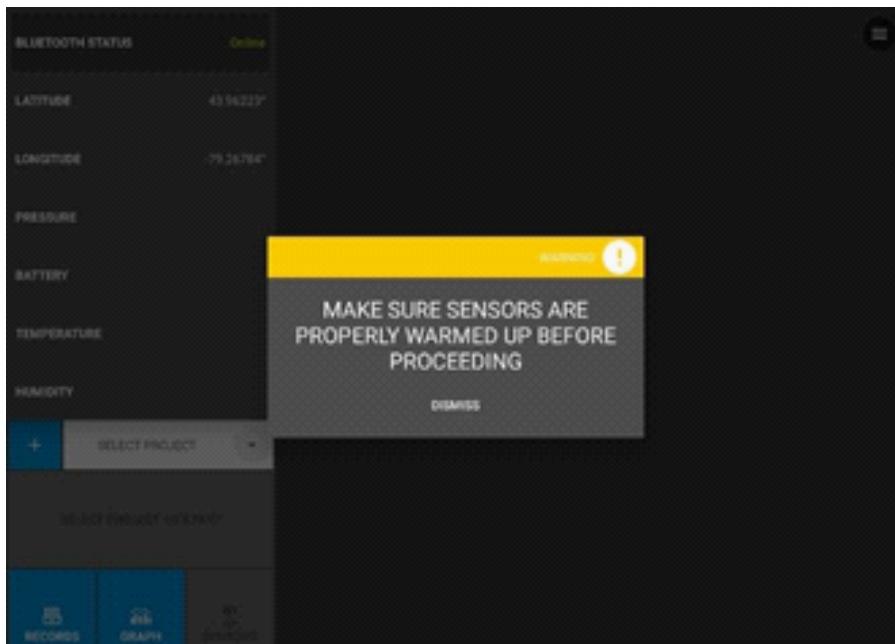 BLUETOOTH STATUS Online
LATITUDE 43.96223°
LONGITUDE -79.26784°
PRESSURE
BATTERY
WARNING
TEMPERATURE
HUMIDITY
MAKE SURE SENSORS ARE
PROPERLY WARMED UP BEFORE
PROCEEDING
DISMISS
+ SELECT PROJECT
RECORDS
GRAPH